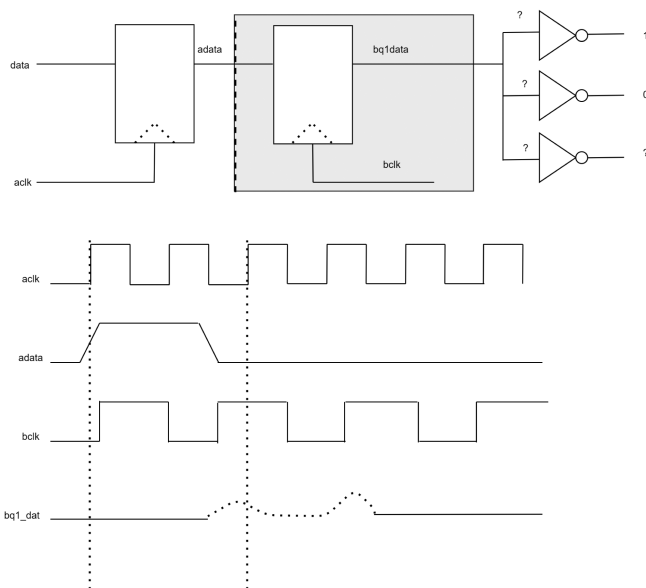 ?
1
adata
bq1data
data
?
0
?
?
bclk
aclk
aclk
adata
bclk
bq1_dat